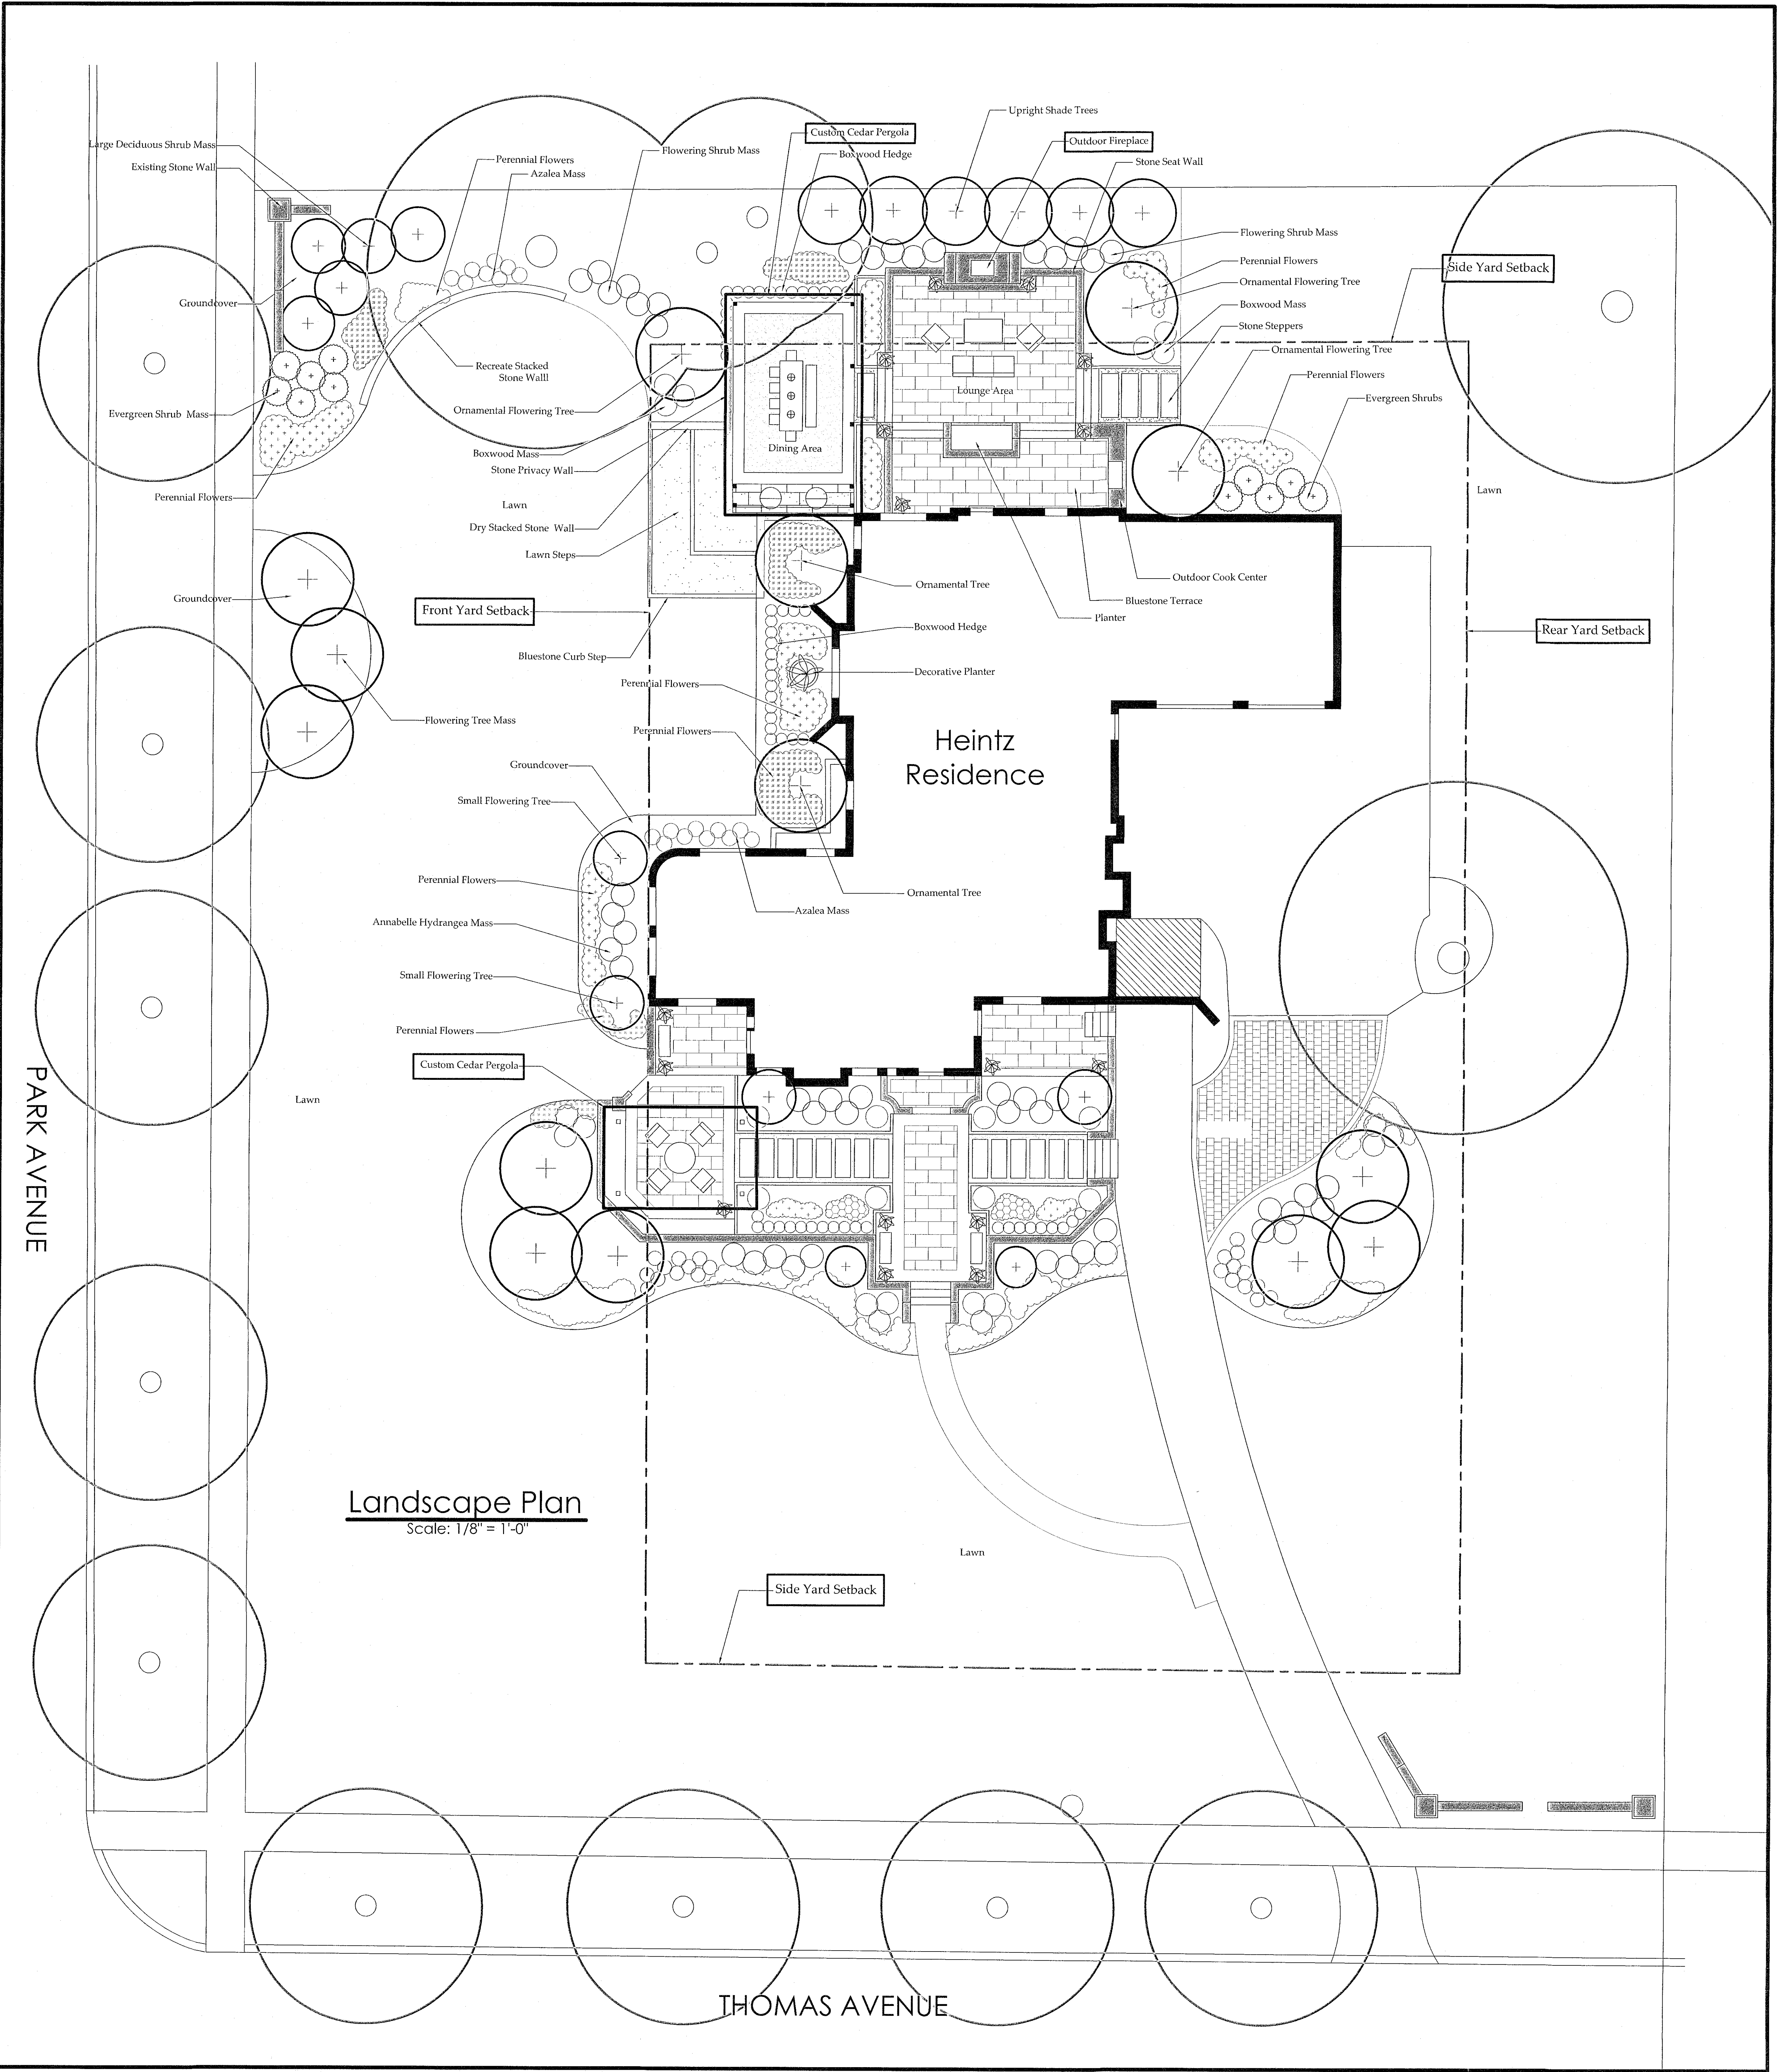 Upright Shade Trees
Custom Cedar Pergola
Outdoor Fireplace
Large Deciduous Shrub Mass
Flowering Shrub Mass
Boxwood Hedge
Perennial Flowers
Stone Seat Wall
Existing Stone Wall
Azalea Mass
Flowering Shrub Mass
Perennial Flowers
Side Yard Setback
Ornamental Flowering Tree
Groundcover
Boxwood Mass
Stone Steppers
Ornamental Flowering Tree
Recreate Stacked
Stone Walll
Perennial Flowers
Lounge Area
Evergreen Shrubs
Evergreen Shrub Mass
Ornamental Flowering Tree
Dining Area
Boxwood Mass
Stone Privacy Wall
Lawn
Perennial Flowers
Lawn
Dry Stacked Stone Wall
Lawn Steps
Outdoor Cook Center
Ornamental Tree
Groundcover
Bluestone Terrace
Front Yard Setback
Planter
Boxwood Hedge
Rear Yard Setback
Bluestone Curb Step
Decorative Planter
Perennial Flowers
Flowering Tree Mass
Perennial Flowers
Heintz
Residence
Groundcover
Small Flowering Tree
Perennial Flowers
Ornamental Tree
Azalea Mass
Annabelle Hydrangea Mass
Small Flowering Tree
Perennial Flowers
Custom Cedar Pergola
Lawn
PARK AVENUE
Landscape Plan
Scale: 1/8" = 1'-0"
Lawn
Side Yard Setback
THOMAS AVENUE